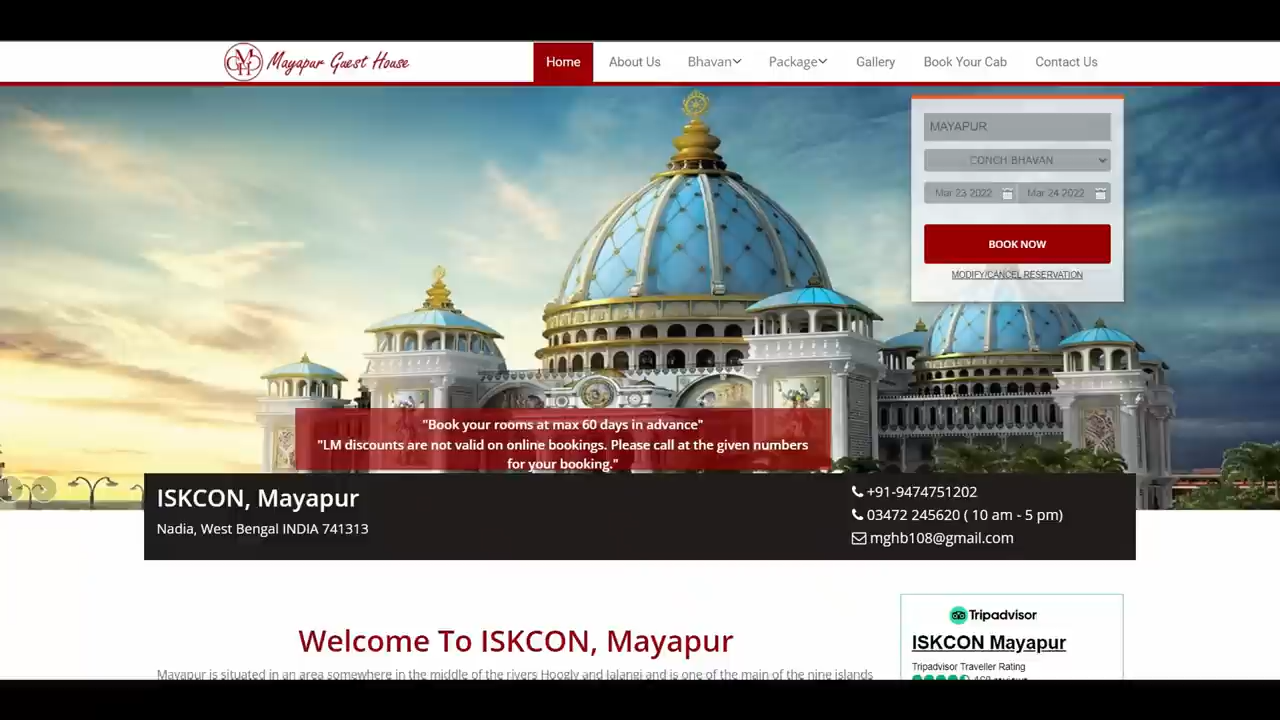 Mayapur Guest House
Home About Us Bhavan Package Gallery Book Your Cab Contact Us
MAYAPUR
CONCH BHAVAN
Mar 23 2022 Mar 24 2022
BOOK NOW
MODIFY/CANCEL RESERVATION
"Book your rooms at max 60 days in advance"
"LM discounts are not valid on online bookings. Please call at the given numbers
for your booking."
ISKCON, Mayapur
Nadia, West Bengal INDIA 741313
+91-9474751202
03472 245620 ( 10 am - 5 pm)
mghb108@gmail.com
Welcome To ISKCON, Mayapur
Mayapur is situated in an area somewhere in the middle of the rivers Hoogly and Jalangi and is one of the main of the nine islands
Tripadvisor
ISKCON Mayapur
Tripadvisor Traveller Rating
reviews